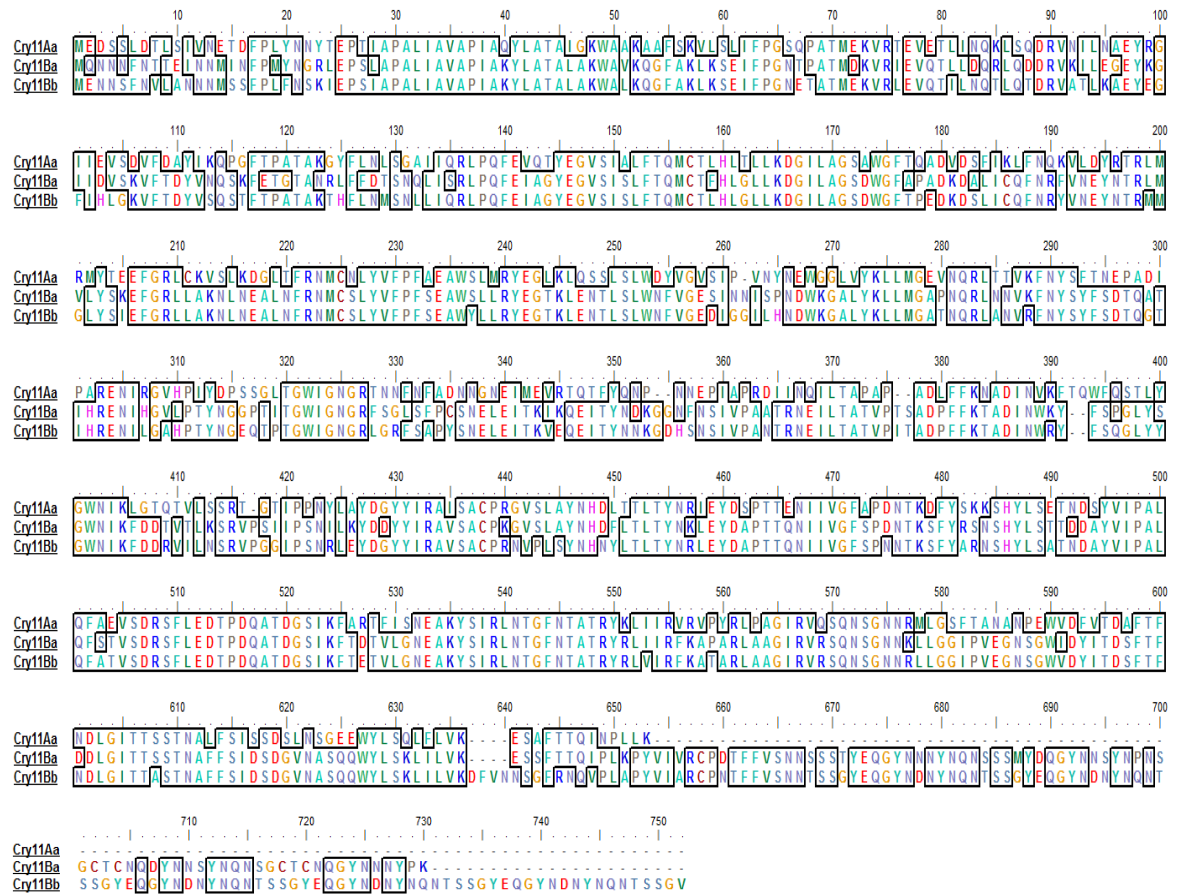 10 20 30 40 50 60 70 80 90 100
Cry11Aa MEDSSLDTLSIVNETDFPLYNNYTEPTIAPALIAVAPIAQYLATAIGKWAAKAAFSKVLSLIFPGSQPATMEKVRTEVETLINQKLSQDRVNILNAEYRG
Cry11Ba MQNNNFNTTEINNMINFPMYNGRLEPSLAPALIAVAPIAKYLATALAKWAVKQGFAKLKSEIFPGNTPATMDKVRIEVQTLLDQRLQDDRVKILEGEYKG
Cry11Bb MENNSFNVLANNNMSSFPLFNSKIEPSIAPALIAVAPIAKYLATALAKWALKQGFAKLKSEIFPGNETATMEKVRIEVQTLLNQTLQTDRVATLKAEYEG
110 120 130 140 150 160 170 180 190 200
Cry11Aa IIEVSDVFDAYIKQPGFTPATAKGYFLNLSGAIIQRLPQFEVQTYEGVSIALFTQMCTLHLTLLKDGILAGSAWGFTQADVDSFIKLFNQKVLDYRTRLM
Cry11Ba IIDVSKVFTDYVNQSKFETGTANRLFFDTSNQLISRLPQFEIAGYEGVSISLFTQMCTFHLGLLKDGILAGSDWGFAPADKDALICQFNRFVNEYNTRLM
Cry11Bb FIHLGKVFTDYVSQSTFTPATAKTHFLNMSNLLIQRLPQFEIAGYEGVSISLFTQMCTLHLGLLKDGILAGSDWGFTPEDKDSLICQFNRYVNEYNTRMM
210 220 230 240 250 260 270 280 290 300
Cry11Aa RMYTEEFGRLCKVSLKDGLTFRNMCNLYVFPFAEAWSLMRYEGLKLQSSLSLWDYVGVSIP-VNYNEWGGLVYKLLMGEVNQRLTTVKFNYSFTNEPADI
Cry11Ba VLYSKEFGRLLAKNLNEALNFRNMCSLYVFPFSEAWSLLRYEGTKLENTLSLWNFVGESINNISPNDWKGALYKLLMGAPNQRLNNVKFNYSYFSDTQAT
Cry11Bb GLYSIEFGRLLAKNLNEALNFRNMCSLYVFPFSEAWYLLRYEGTKLENTLSLWNFVGEDIGGILHNDWKGALYKLLMGATNQRLANVRFNYSYFSDTQGT
310 320 330 340 350 360 370 380 390 400
Cry11Aa PARENIRGVHPIYDPSSGLTGWIGNGRTNNFNFADNNGNEIMEVRTQTFYQNP--NNEPIAPRDIINQILTAPAP--ADLFFKNADINVKFTQWFQSTLY
Cry11Ba IHRENIHGVLPTYNGGPTITGWIGNGRFSGLSFPCSNELEITKIKQEITYNDKGGNFNSIVPAATRNEILTATVPTSADPFFKTADINWKY--FSPGLYS
Cry11Bb IHRENILGAHPTYNGEQTPTGWIGNGRLGRFSAPYSNELEITKVEQEITYNNKGDHSNSIVPANTRNEILTATVPITADPFFKTADINWRY--FSQGLYY
410 420 430 440 450 460 470 480 490 500
Cry11Aa GWNIKLGTQTVLSSRT-GTIPPNYLAYDGYYIRAISACPRGVSLAYNHDLTTLTYNRIEYDSPTTENIIVGFAPDNTKDFYSKKSHYLSETNDSYVIPAL
Cry11Ba GWNIKFDDTVTLKSRVPSIIPSNILKYDDYYIRAVSACPKGVSLAYNHDFLTLTYNKLEYDAPTTQNIIVGFSPDNTKSFYRSNSHYLSTTDDAYVIPAL
Cry11Bb GWNIKFDDRVILNSRVPGGIPSNRLEYDGYYIRAVSACPRNVPLSYNHNYLTLTYNRLEYDAPTTQNIIVGFSPNNTKSFYARNSHYLSATNDAYVIPAL
510 520 530 540 550 560 570 580 590 600
Cry11Aa QFAEVSDRSFLEDTPDQATDGSIKFARTFISNEAKYSIRLNTGFNTATRYKLIIRVRVPYRLPAGIRVQSQNSGNNRMLGSFTANANPEWVDFVTDAFTF
Cry11Ba QFSTVSDRSFLEDTPDQATDGSIKFTDTVLGNEAKYSIRLNTGFNTATRYRLIIRFKAPARLAAGIRVRSQNSGNNKLLGGIPVEGNSGWIDYITDSFTF
Cry11Bb QFATVSDRSFLEDTPDQATDGSIKFTETVLGNEAKYSIRLNTGFNTATRYRLVIRFKATARLAAGIRVRSQNSGNNRLLGGIPVEGNSGWVDYITDSFTF
610 620 630 640 650 660 670 680 690 700
Cry11Aa NDLGITTSSTNALFSISSDSLNSGEEWYLSQLFLVK----ESAFTTQINPLLK--------------------------------------------------
Cry11Ba DDLGITTSSTNAFFSIDSDGVNASQQWYLSKLILVK----ESSFTTQIPLKPYVIVRCPDTFFVSNNSSSTYEQGYNNNYNQNSSSMYDQGYNNSYNPNS
Cry11Bb NDLGITTASTNAFFSIDSDGVNASQQWYLSKLILVKDFVNNSGFRNQVPLAPYVIARCPNTFFVSNNTSSGYEQGYNDNYNQNTSSGYEQGYNDNYNQNT
710 720 730 740 750
Cry11Aa ----------------------------------------------------
Cry11Ba GCTCNQDYNNSYNQNSGCTCNQGYNNNYPK----------------------
Cry11Bb SSGYEQGYNDNYNQNTSSGYEQGYNDNYNQNTSSGYEQGYNDNYNQNTSSGV